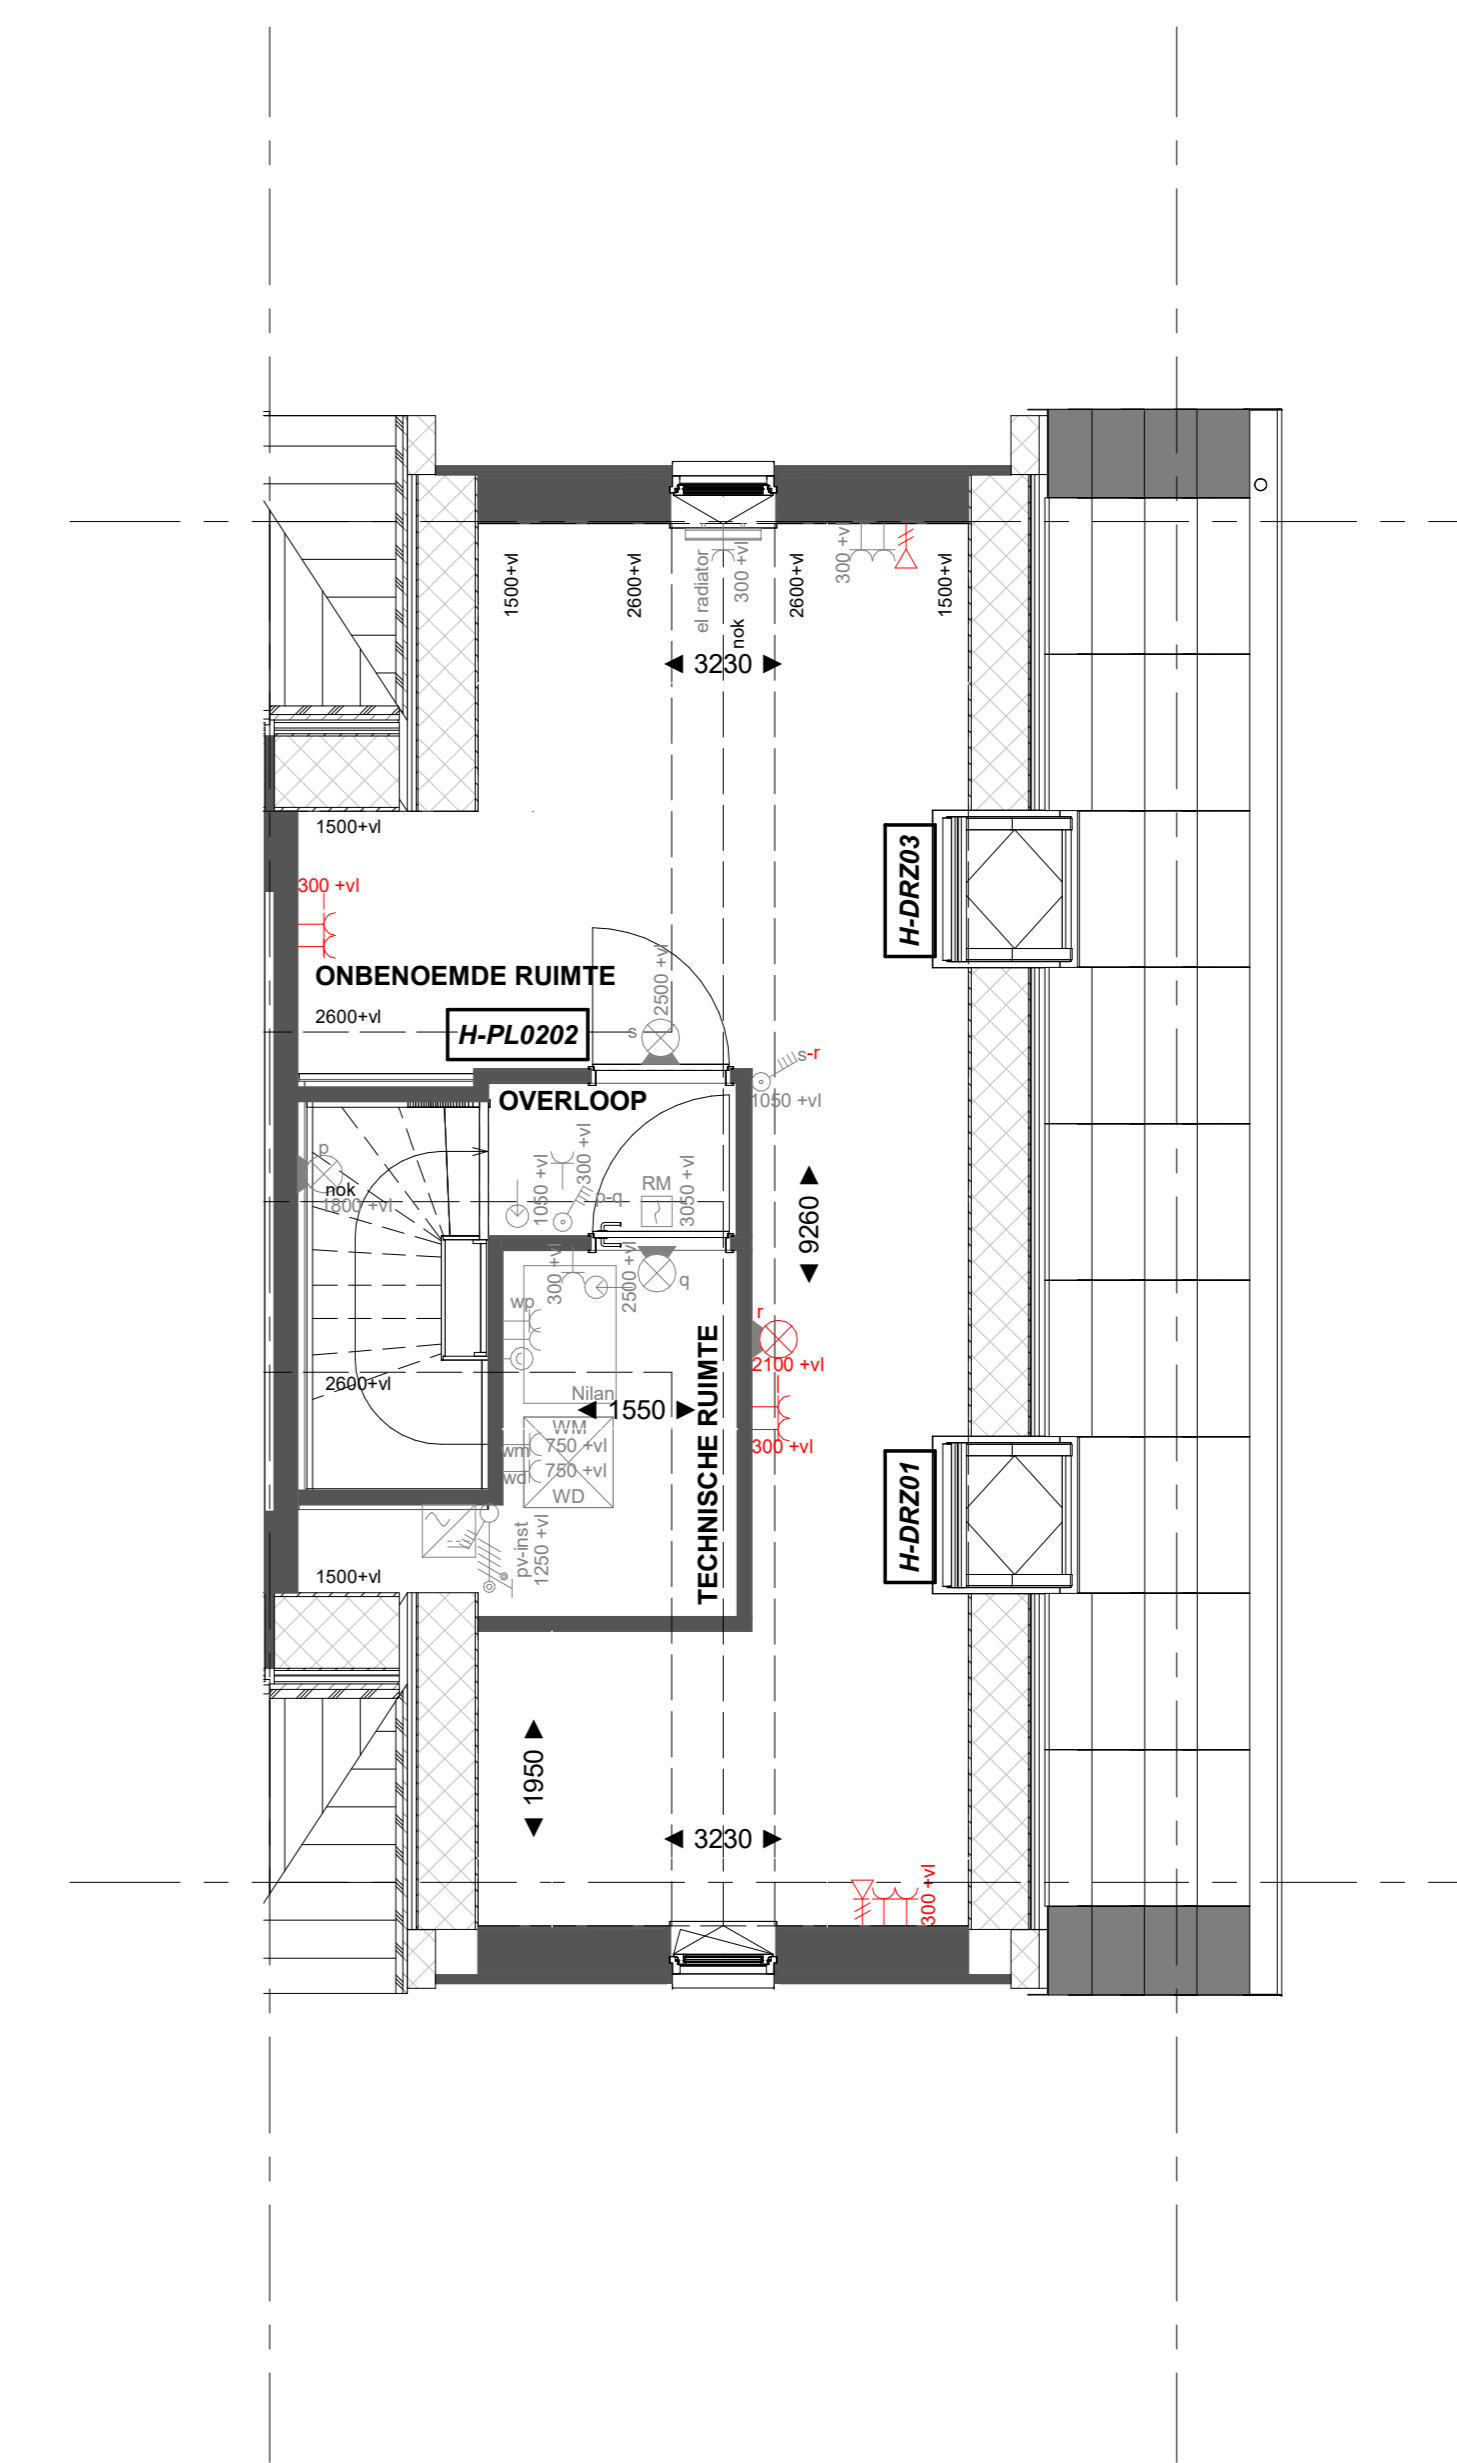 1500+vl
2600+vl
el radiator
300 +vl
nok
2600+vl
300 +vl
1500+vl
◄ 3230 ►
1500+vl
300 +vl
H-DRZ03
ONBENOEMDE RUIMTE
2500 +vl
2600+vl
H-PL0202
s
s-r
OVERLOOP
1050 +vl
p
nok
1800 +vl
1050 +vl
300 +vl
p-q
RM
3050 +vl
◄ 9260 ►
300 +vl
2500 +vl
q
wp
r
2100 +vl
2600+vl
Nilan
◄ 1550 ►
TECHNISCHE RUIMTE
WM
wm
750 +vl
300 +vl
wd
750 +vl
WD
H-DRZ01
pv-inst
1250 +vl
1500+vl
◄ 1950 ►
◄ 3230 ►
300 +vl